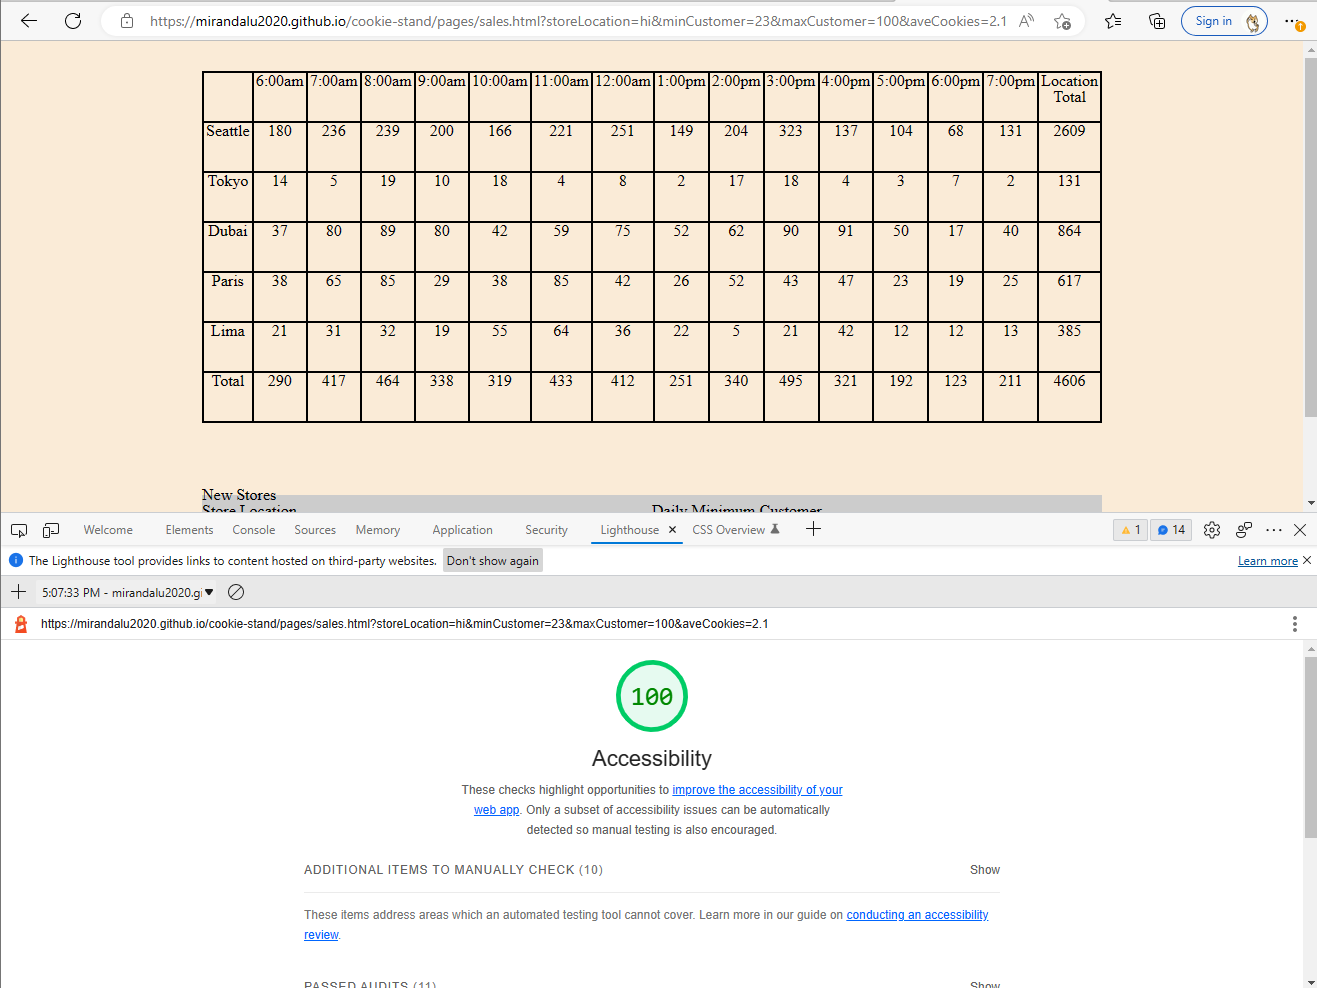 https://mirandalu2020.github.io/cookie-stand/pages/sales.html?storeLocation=hi&minCustomer=23&maxCustomer=100&aveCookies=2.1 Sign in
6:00am 7:00am 8:00am 9:00am 10:00am 11:00am 12:00am 1:00pm 2:00pm 3:00pm 4:00pm 5:00pm 6:00pm 7:00pm Location Total
Seattle 180 236 239 200 166 221 251 149 204 323 137 104 68 131 2609
Tokyo 14 5 19 10 18 4 8 2 17 18 4 3 7 2 131
Dubai 37 80 89 80 42 59 75 52 62 90 91 50 17 40 864
Paris 38 65 85 29 38 85 42 26 52 43 47 23 19 25 617
Lima 21 31 32 19 55 64 36 22 5 21 42 12 12 13 385
Total 290 417 464 338 319 433 412 251 340 495 321 192 123 211 4606
New Stores
Store Location Daily Minimum Customer
Welcome Elements Console Sources Memory Application Security Lighthouse CSS Overview 1 14
The Lighthouse tool provides links to content hosted on third-party websites. Don't show again Learn more
5:07:33 PM - mirandalu2020.gi
https://mirandalu2020.github.io/cookie-stand/pages/sales.html?storeLocation=hi&minCustomer=23&maxCustomer=100&aveCookies=2.1
100
Accessibility
These checks highlight opportunities to improve the accessibility of your
web app. Only a subset of accessibility issues can be automatically
detected so manual testing is also encouraged.
ADDITIONAL ITEMS TO MANUALLY CHECK (10) Show
These items address areas which an automated testing tool cannot cover. Learn more in our guide on conducting an accessibility
review.
PASSED AUDITS (11) Show